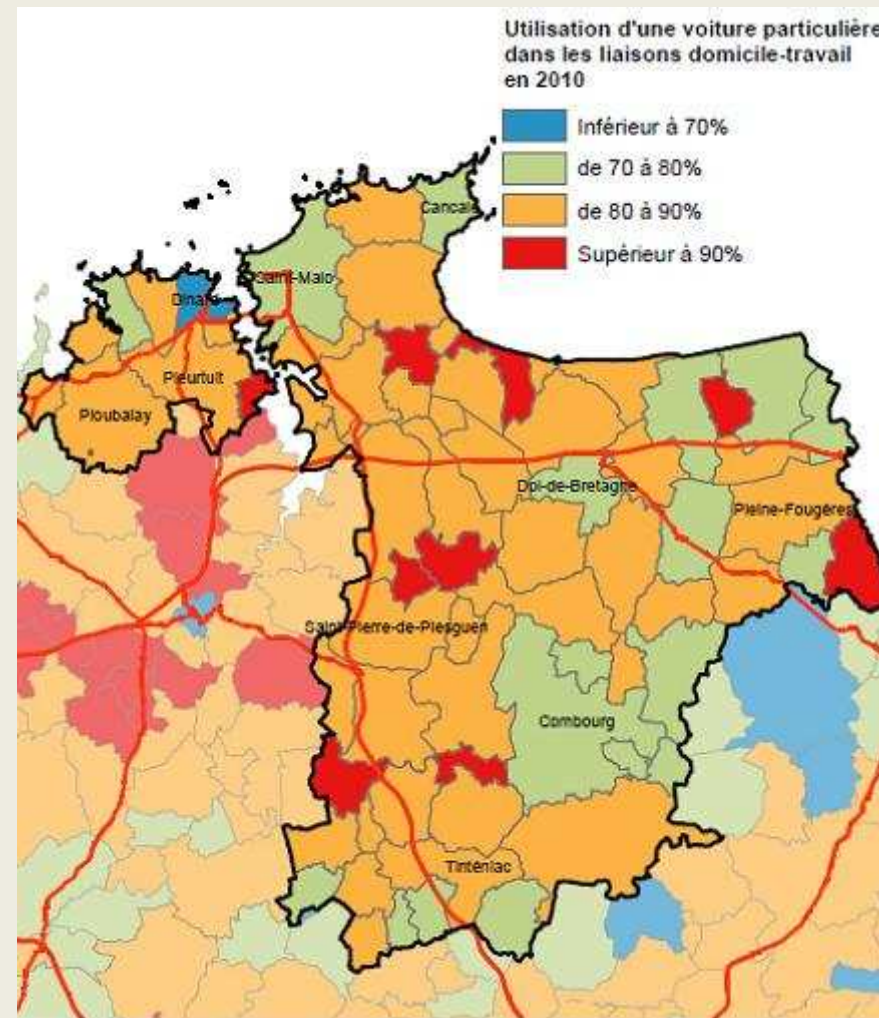 Utilisation d'une voiture particulière
dans les liaisons domicile-travail
en 2010
Inférieur à 70%
de 70 à 80%
de 80 à 90%
Supérieur à 90%
Cancale
Saint-Malo
Dinard
Pleurtuit
Ploubalay
Dol-de-Bretagne
Pleine-Fougères
Saint-Pierre-de-Plesguen
Combourg
Tinténiac